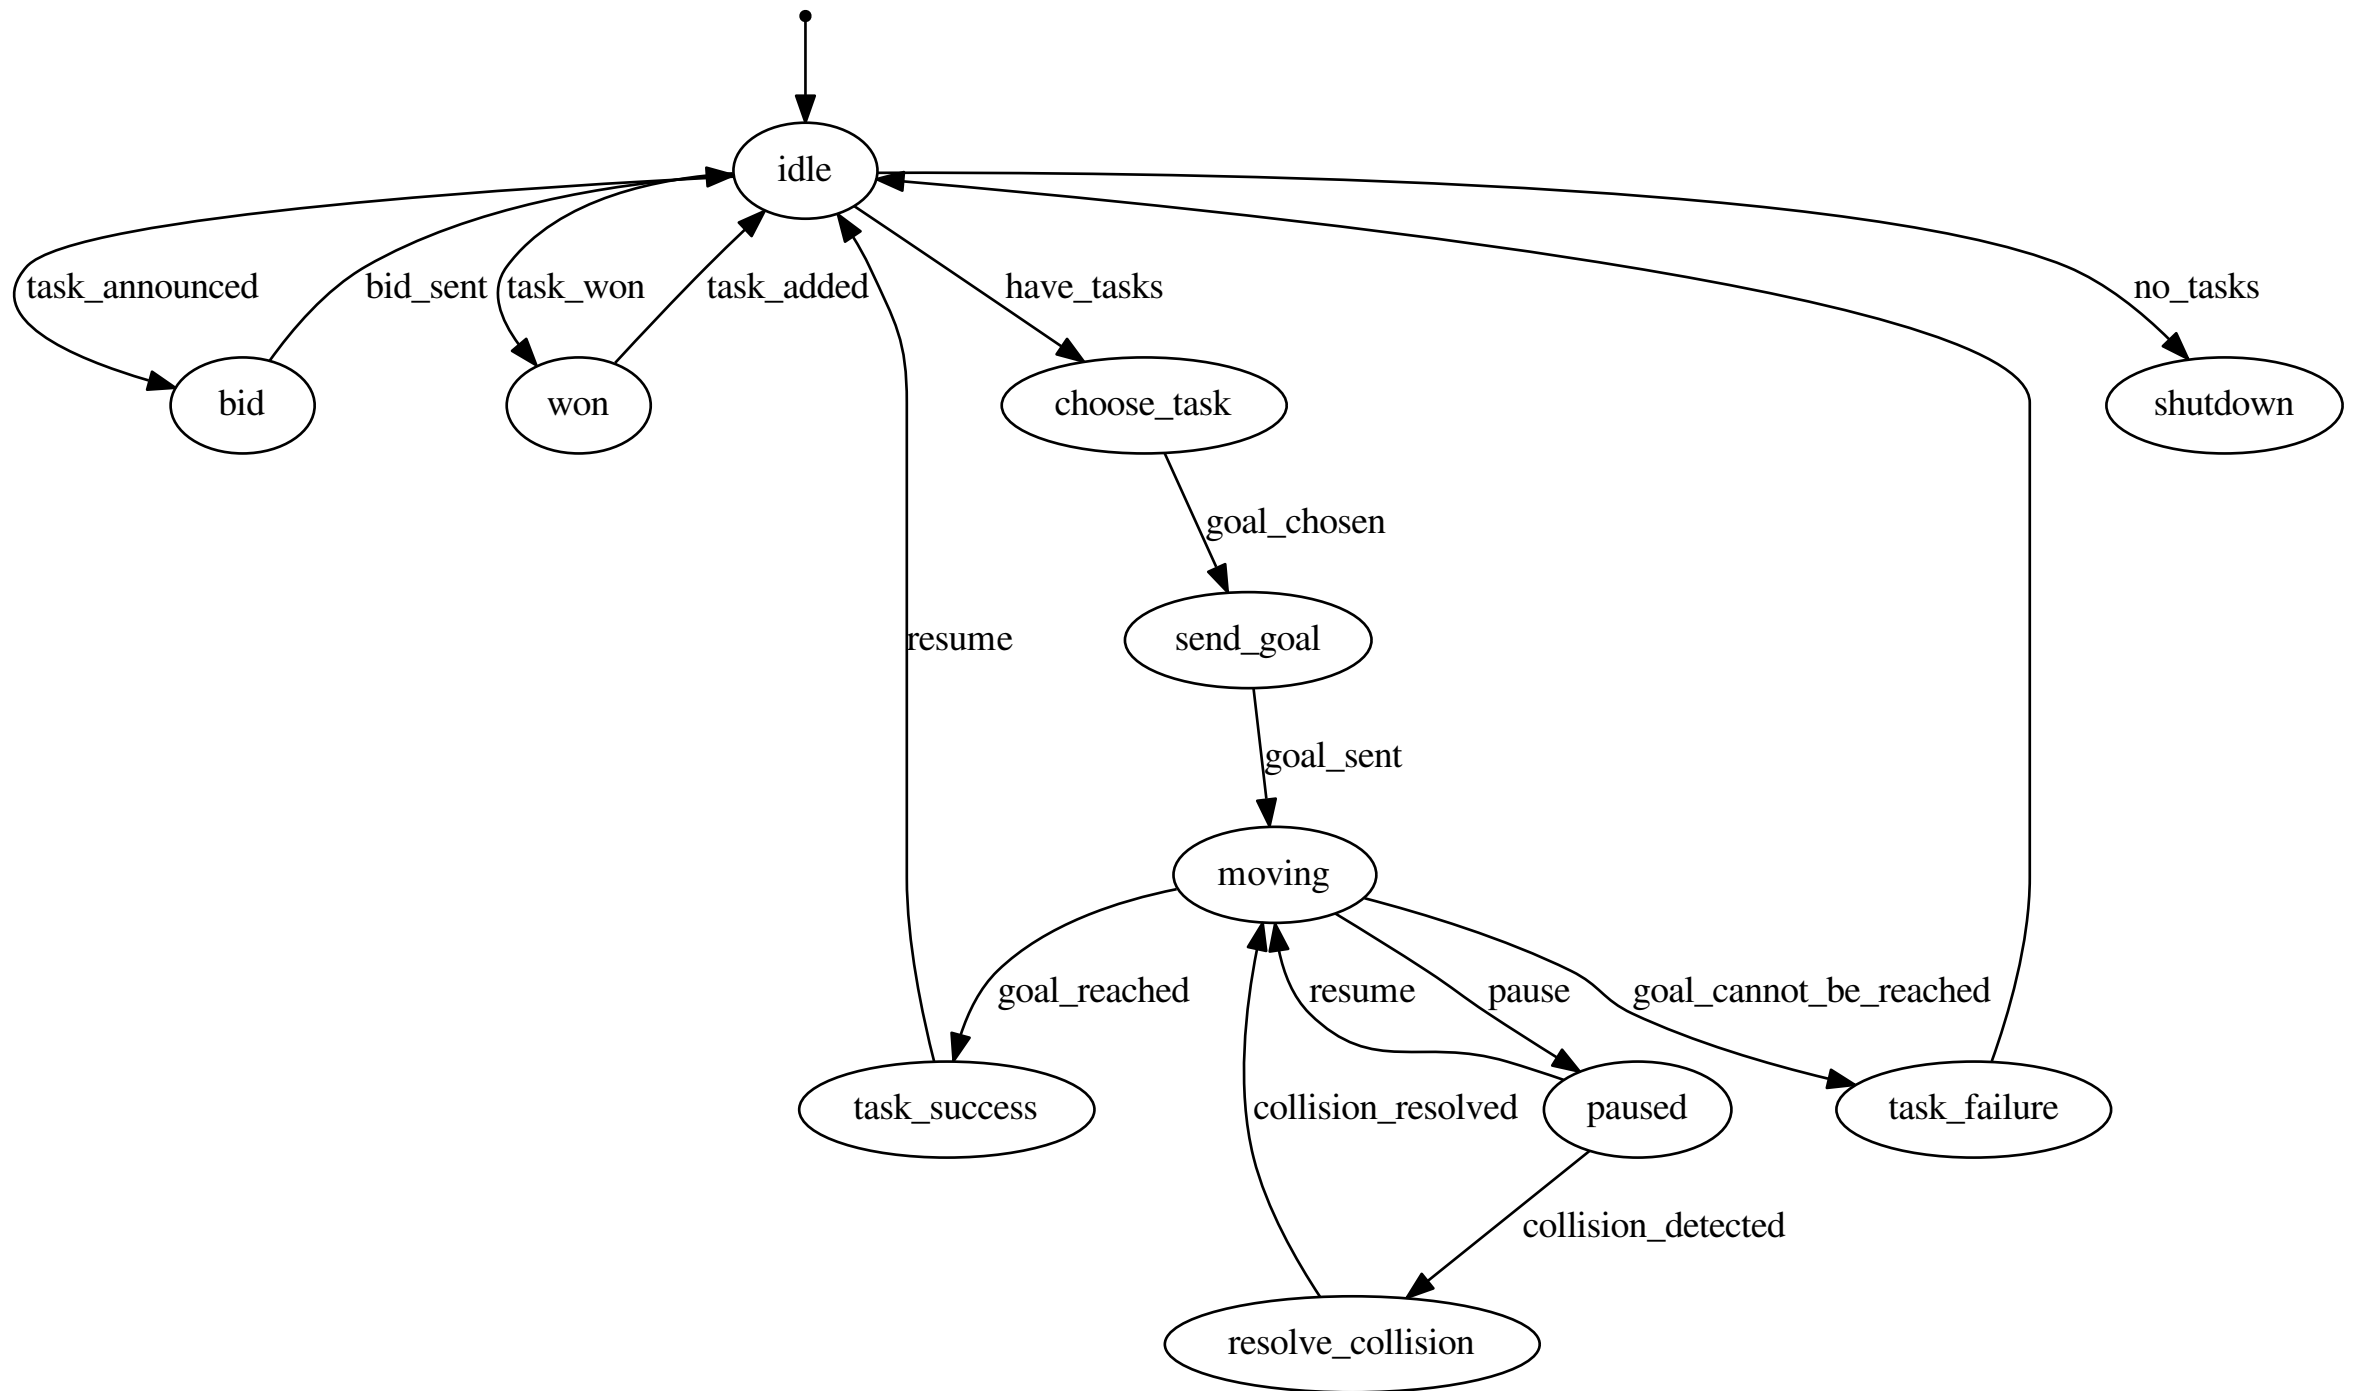 idle
task_announced
bid_sent
task_won
task_added
have_tasks
no_tasks
bid
won
choose_task
shutdown
goal_chosen
resume
send_goal
goal_sent
moving
goal_reached
resume
pause
goal_cannot_be_reached
task_success
collision_resolved
paused
task_failure
collision_detected
resolve_collision